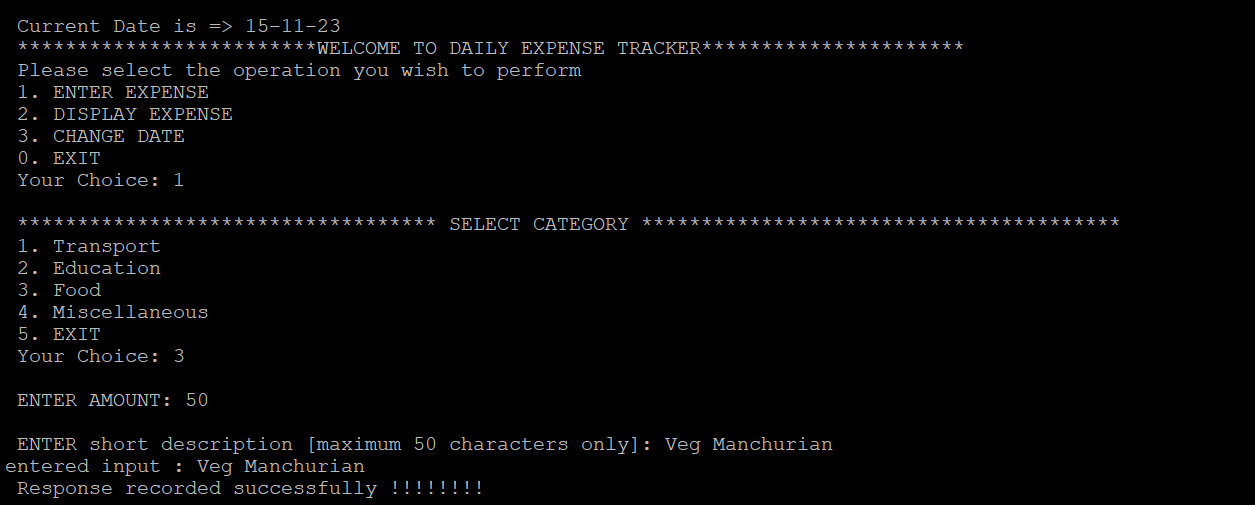 Current Date is => 15-11-23
*************************WELCOME TO DAILY EXPENSE TRACKER**********************
Please select the operation you wish to perform
1. ENTER EXPENSE
2. DISPLAY EXPENSE
3. CHANGE DATE
0. EXIT
Your Choice: 1
*********************************** SELECT CATEGORY ****************************************
1. Transport
2. Education
3. Food
4. Miscellaneous
5. EXIT
Your Choice: 3
ENTER AMOUNT: 50
ENTER short description [maximum 50 characters only]: Veg Manchurian
entered input : Veg Manchurian
Response recorded successfully !!!!!!!!